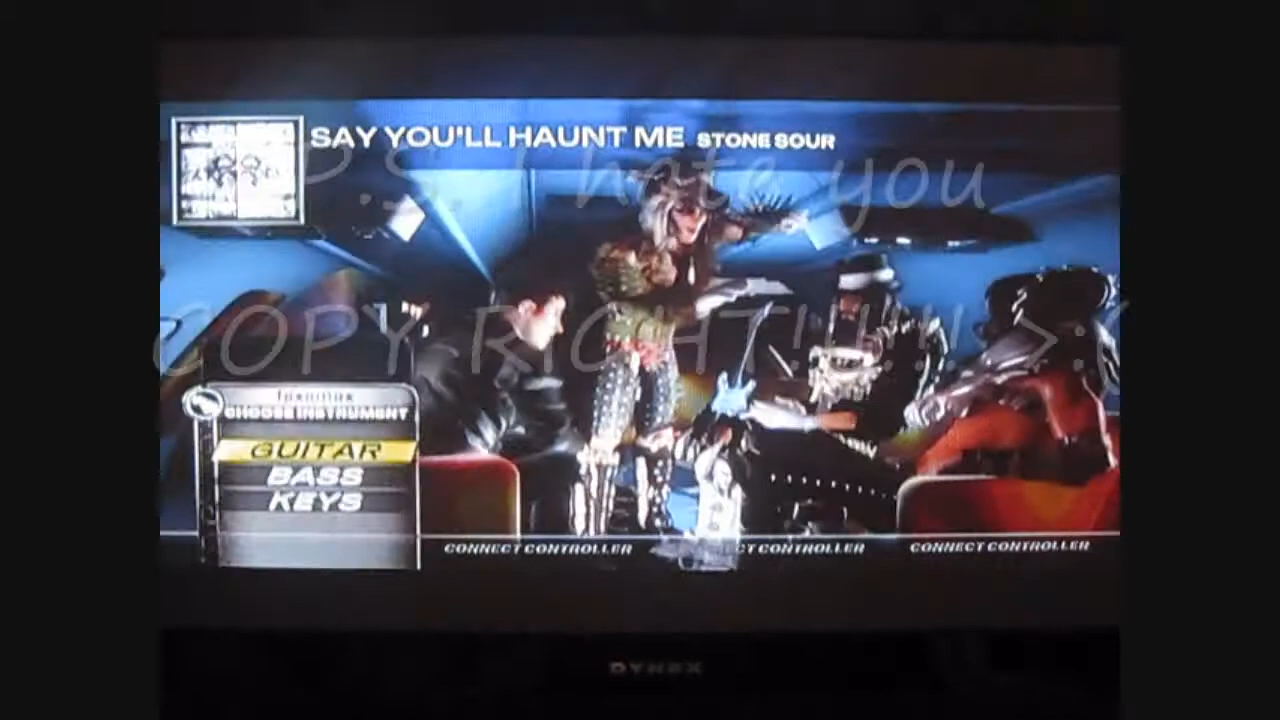 SAY YOU'LL HAUNT ME STONE SOUR
P.S. I hate you
COPY RIGHT!!!!!! >:(
CHOOSE INSTRUMENT
GUITAR
BASS
KEYS
CONNECT CONTROLLER
CT CONTROLLER
CONNECT CONTROLLER
DYNEX